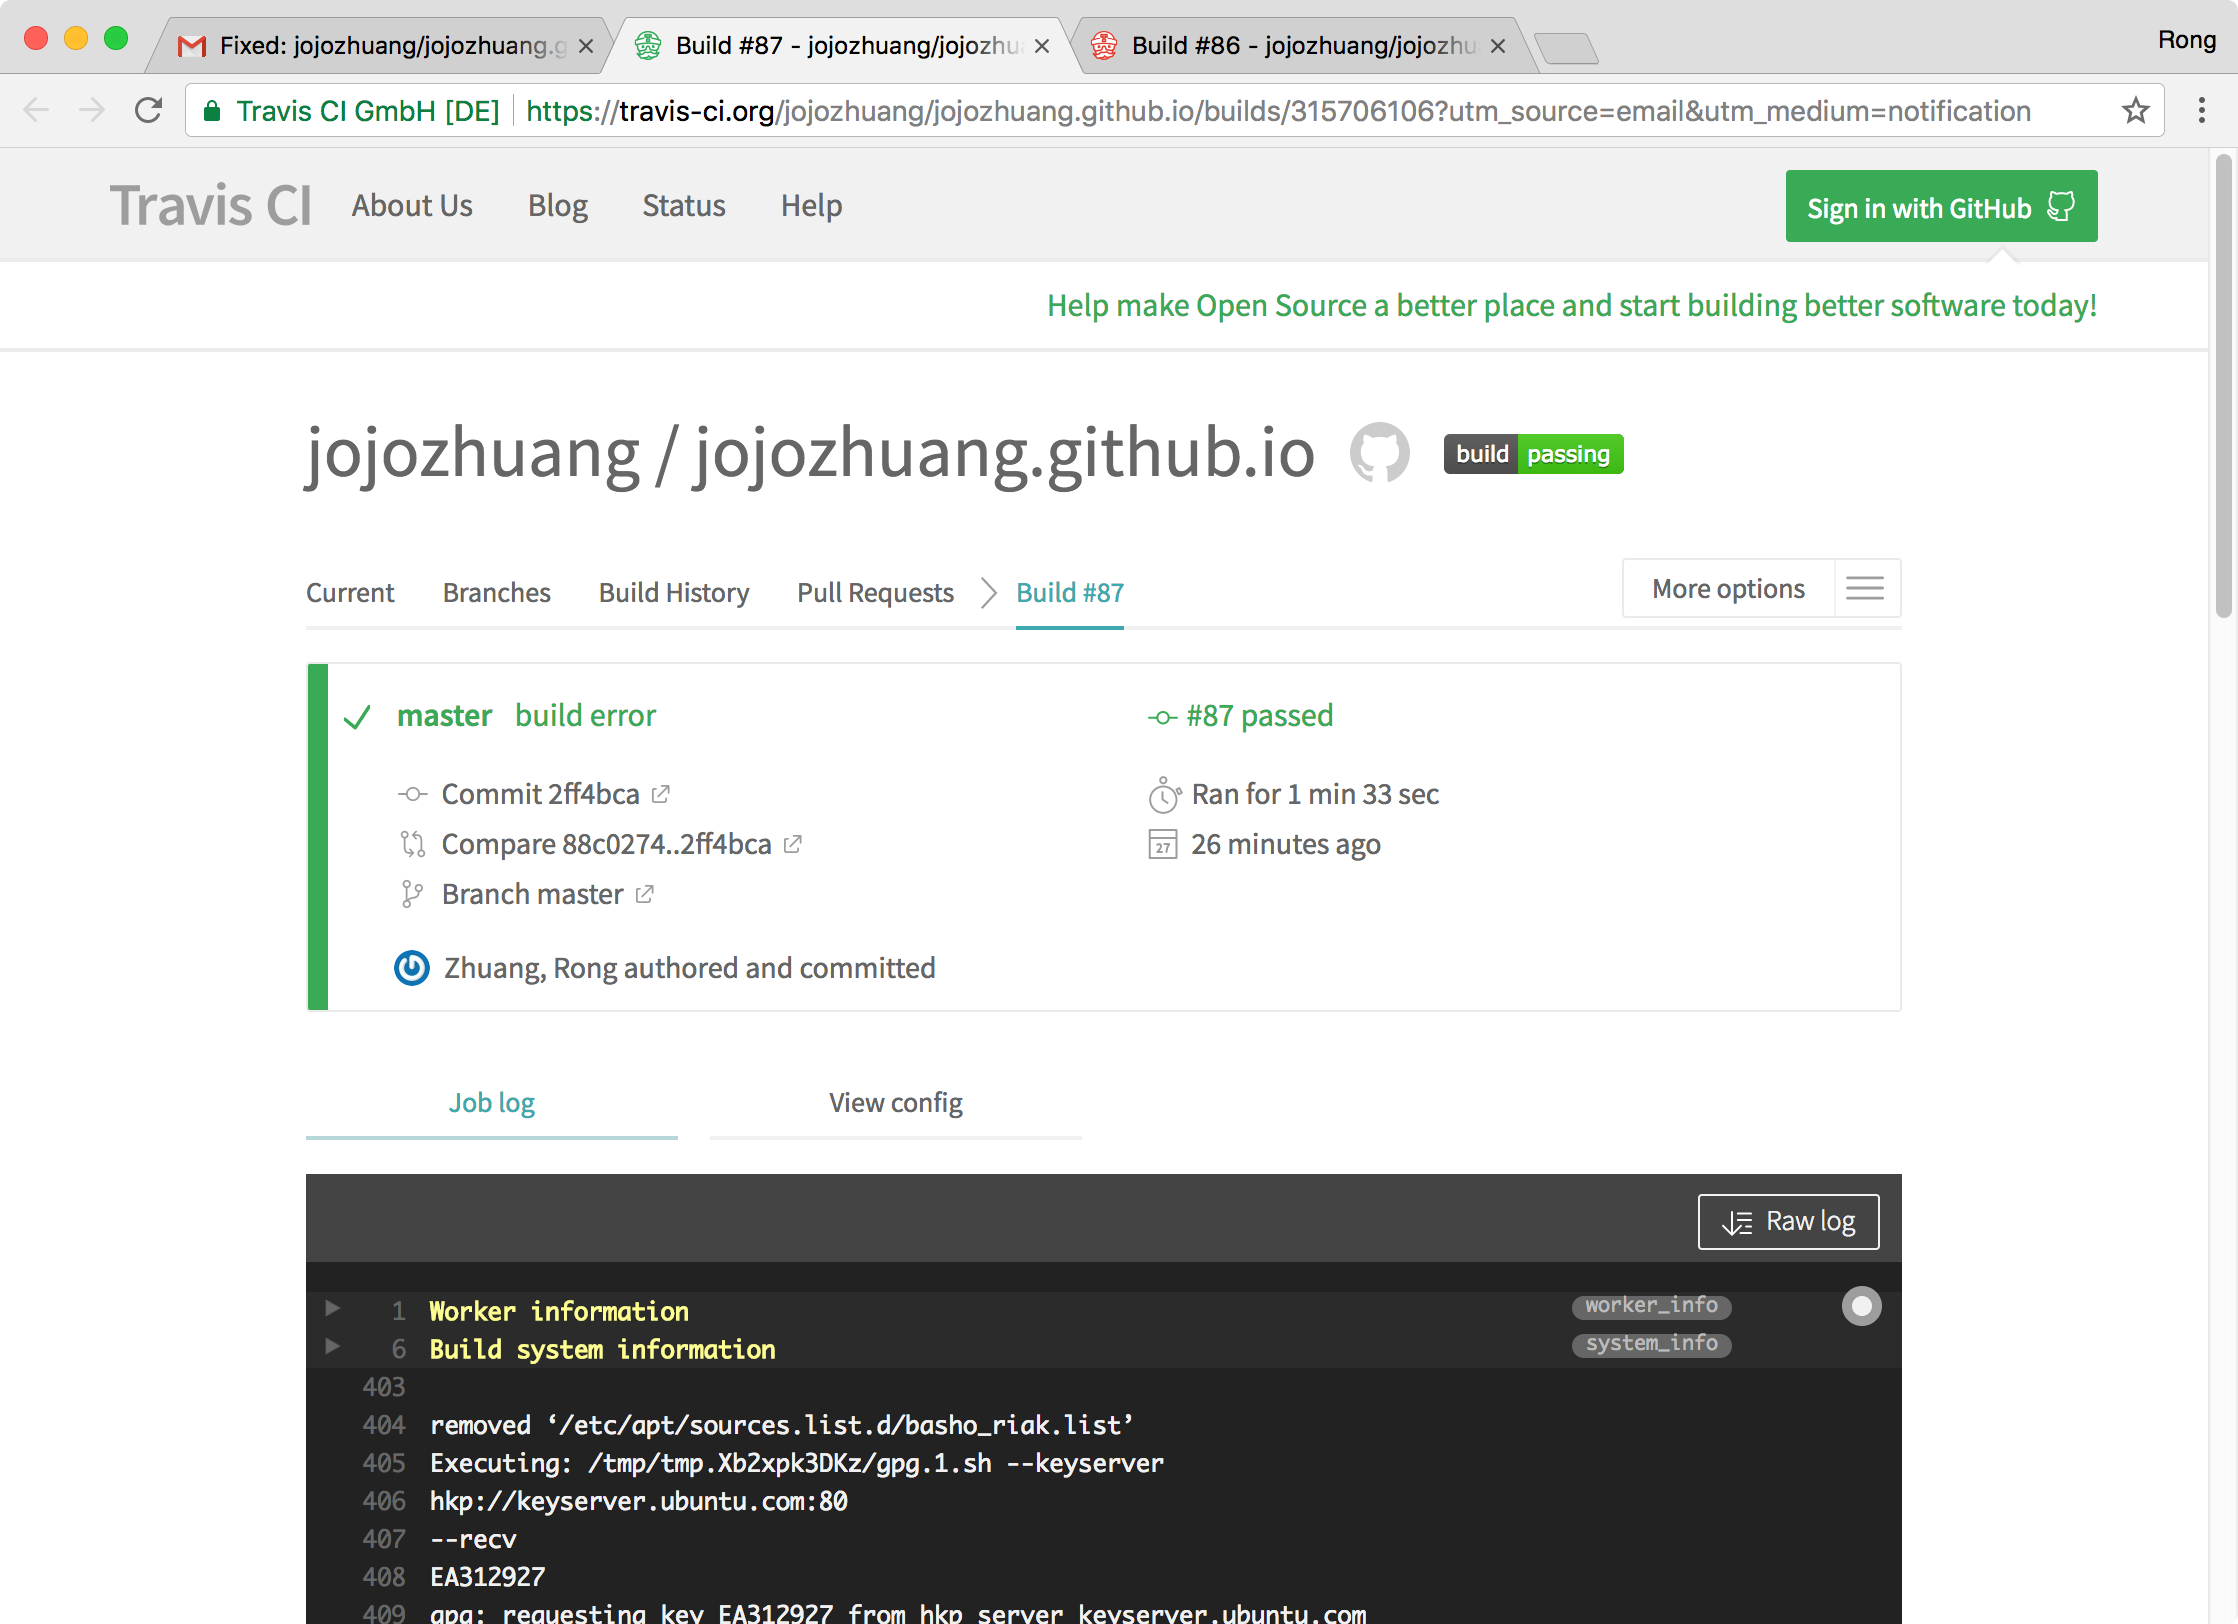 Fixed: jojozhuang/jojozhuang.g
Build #87 - jojozhuang/jojozhu
Build #86 - jojozhuang/jojozhu
Rong
Travis CI GmbH [DE]
https://travis-ci.org/jojozhuang/jojozhuang.github.io/builds/315706106?utm_source=email&utm_medium=notification
Travis CI
About Us
Blog
Status
Help
Sign in with GitHub
Help make Open Source a better place and start building better software today!
jojozhuang / jojozhuang.github.io
build passing
Current
Branches
Build History
Pull Requests
Build #87
More options
master build error
#87 passed
Commit 2ff4bca
Ran for 1 min 33 sec
Compare 88c0274..2ff4bca
27
26 minutes ago
Branch master
Zhuang, Rong authored and committed
Job log
View config
Raw log
1 Worker information
worker_info
6 Build system information
system_info
403
404 removed ‘/etc/apt/sources.list.d/basho_riak.list’
405 Executing: /tmp/tmp.Xb2xpk3DKz/gpg.1.sh --keyserver
406 hkp://keyserver.ubuntu.com:80
407 --recv
408 EA312927
409 gpg: requesting key EA312927 from hkp server keyserver.ubuntu.com